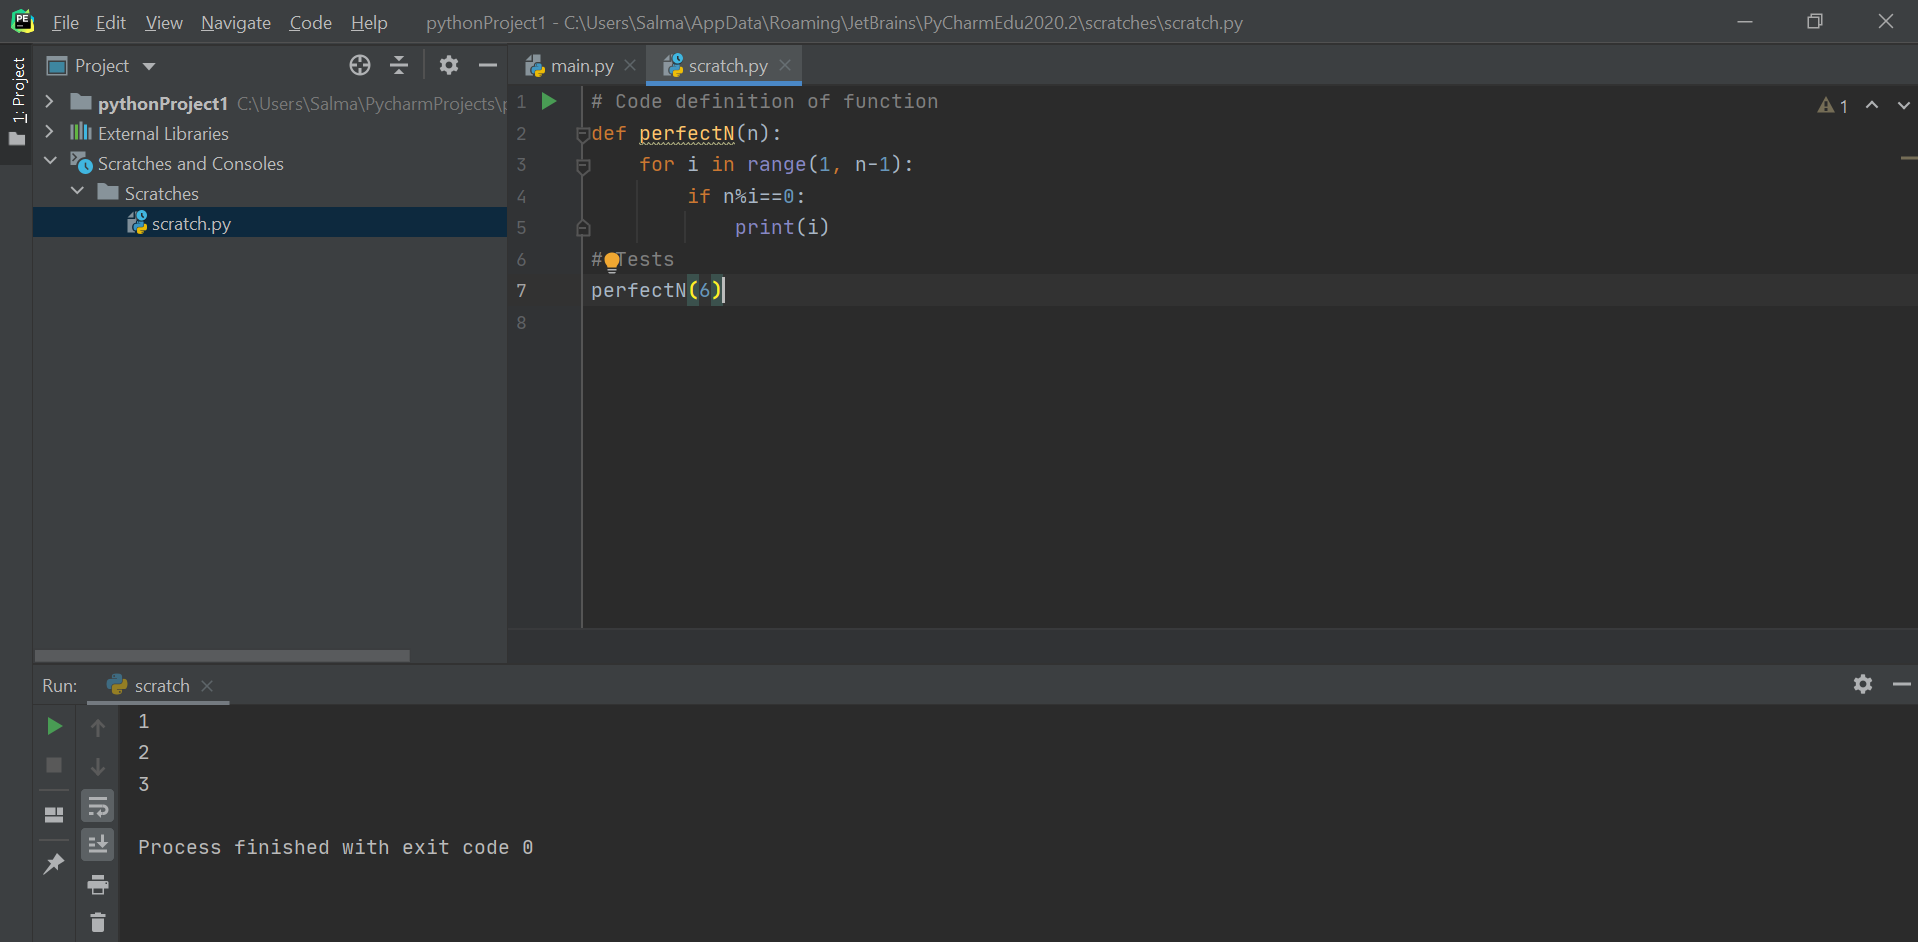 File Edit View Navigate Code Help pythonProject1 - C:\Users\Salma\AppData\Roaming\JetBrains\PyCharmEdu2020.2\scratches\scratch.py
1: Project
Project
pythonProject1 C:\Users\Salma\PycharmProjects\
External Libraries
Scratches and Consoles
Scratches
scratch.py
main.py scratch.py
1 # Code definition of function
2 def perfectN(n):
3 for i in range(1, n-1):
4 if n%i==0:
5 print(i)
6 # Tests
7 perfectN(6)
8
1
Run: scratch
1
2
3
Process finished with exit code 0